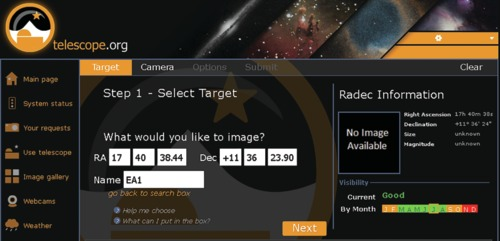 telescope.org
Main page
System status
Your requests
Use telescope
Image gallery
Webcams
Weather
Target Camera Options Submit Clear
Step 1 - Select Target
What would you like to image?
RA 17 40 38.44 Dec +11 36 23.90
Name EA1
go back to search box
Help me choose
What can I put in the box?
Next
Radec Information
No Image
Available
Right Ascension 17h 40m 38s
Declination +11° 36' 24"
Size unknown
Magnitude unknown
Visibility
Current Good
By Month J F M A M J J A S O N D